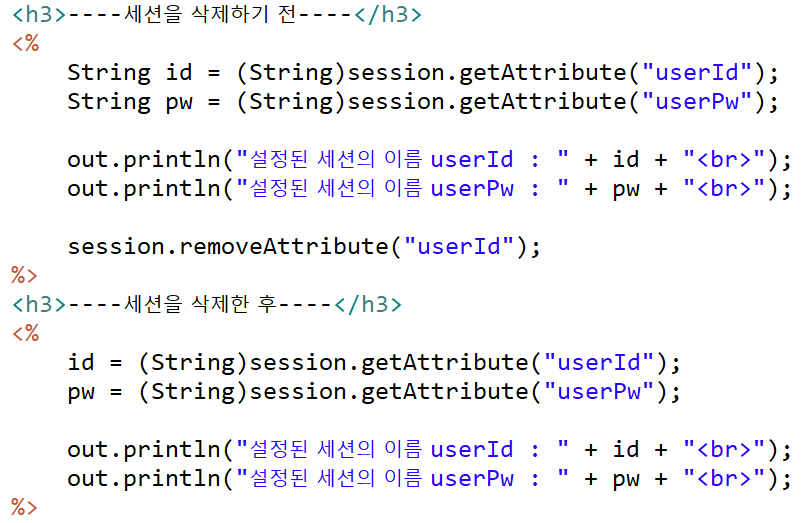 <h3>----세션을 삭제하기 전----</h3>
<%
    String id = (String)session.getAttribute("userId");
    String pw = (String)session.getAttribute("userPw");

    out.println("설정된 세션의 이름 userId : " + id + "<br>");
    out.println("설정된 세션의 이름 userPw : " + pw + "<br>");

    session.removeAttribute("userId");
%>
<h3>----세션을 삭제한 후----</h3>
<%
    id = (String)session.getAttribute("userId");
    pw = (String)session.getAttribute("userPw");

    out.println("설정된 세션의 이름 userId : " + id + "<br>");
    out.println("설정된 세션의 이름 userPw : " + pw + "<br>");
%>